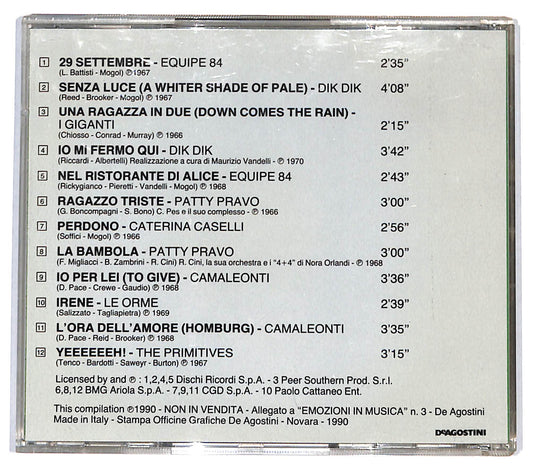 1 29 SETTEMBRE - EQUIPE 84 2'35"
(L. Battisti - Mogol) ℗1967
2 SENZA LUCE (A WHITER SHADE OF PALE) - DIK DIK 4'08"
(Reed - Brooker - Mogol) ℗ 1967
3 UNA RAGAZZA IN DUE (DOWN COMES THE RAIN) -
I GIGANTI 2'15"
(Chiosso - Conrad - Murray) ℗ 1966
4 IO Mi FERMO QUI - DIK DIK 3'42"
(Riccardi - Albertelli) Realizzazione a cura di Maurizio Vandelli - ℗ 1970
5 NEL RISTORANTE DI ALICE - EQUIPE 84 2'43"
(Rickygianco - Pieretti - Vandelli - Mogol) ℗ 1968
6 RAGAZZO TRISTE - PATTY PRAVO 3'00"
(G. Boncompagni - S. Bono) C. Pes e il suo complesso - ℗ 1966
7 PERDONO - CATERINA CASELLI 2'56"
(Soffici - Mogol) ℗ 1966
8 LA BAMBOLA - PATTY PRAVO 3'00"
(F. Migliacci - B. Zambrini - R. Cini) R. Cini, la sua orchestra e i "4+4" di Nora Orlandi - ℗ 1968
9 IO PER LEI (TO GIVE) - CAMALEONTI 3'36"
(D. Pace - Crewe - Gaudio) ℗ 1968
10 IRENE - LE ORME 2'39"
(Salizzato - Tagliapietra) ℗ 1969
11 L'ORA DELL'AMORE (HOMBURG) - CAMALEONTI 3'35"
(D. Pace - Reid - Brooker) ℗ 1968
12 YEEEEEEH! - THE PRIMITIVES 3'15"
(Tenco - Bardotti - Saweyr - Burton) ℗ 1967
Licensed by and ℗ : 1,2,4,5 Dischi Ricordi S.p.A. - 3 Peer Southern Prod. S.r.l.
6,8,12 BMG Ariola S.p.A. - 7,9,11 CGD S.p.A. - 10 Paolo Cattaneo Ent.
This compilation ℗1990 - NON IN VENDITA - Allegato a "EMOZIONI IN MUSICA" n. 3 - De Agostini
Made in Italy - Stampa Officine Grafiche De Agostini - Novara - 1990
DeAGOSTINI